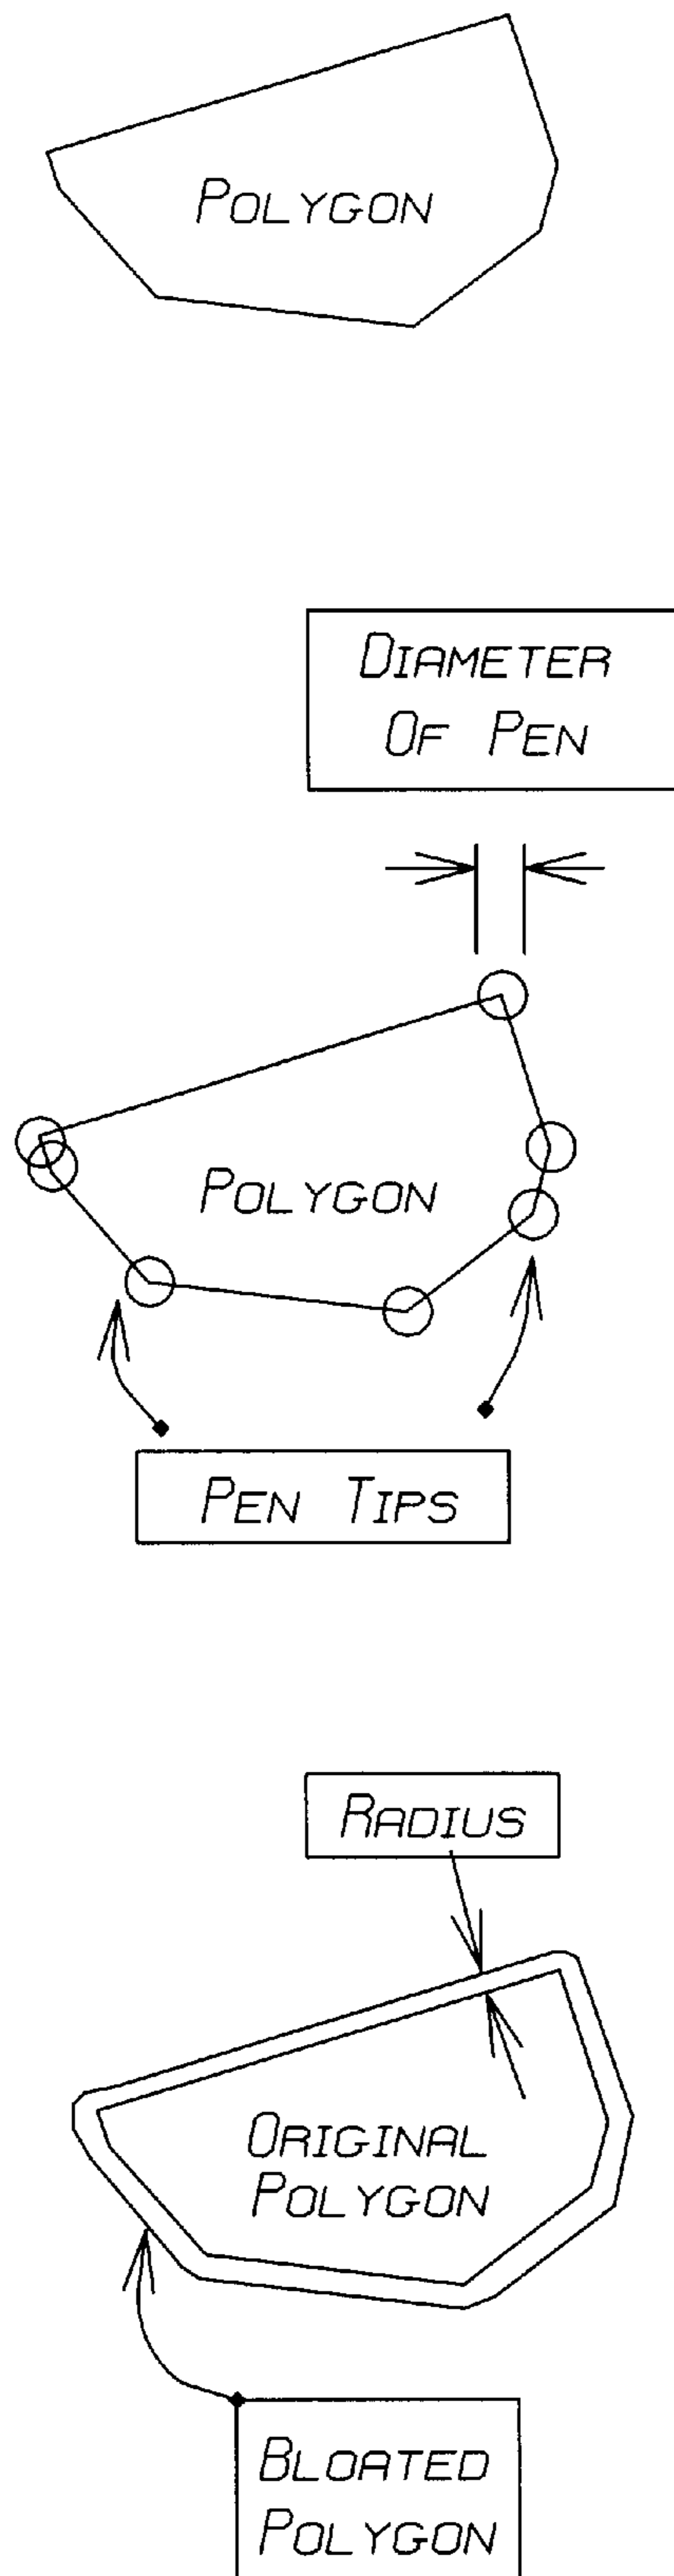 POLYGON
DIAMETER
OF PEN
POLYGON
PEN TIPS
RADIUS
ORIGINAL
POLYGON
BLOATED
POLYGON